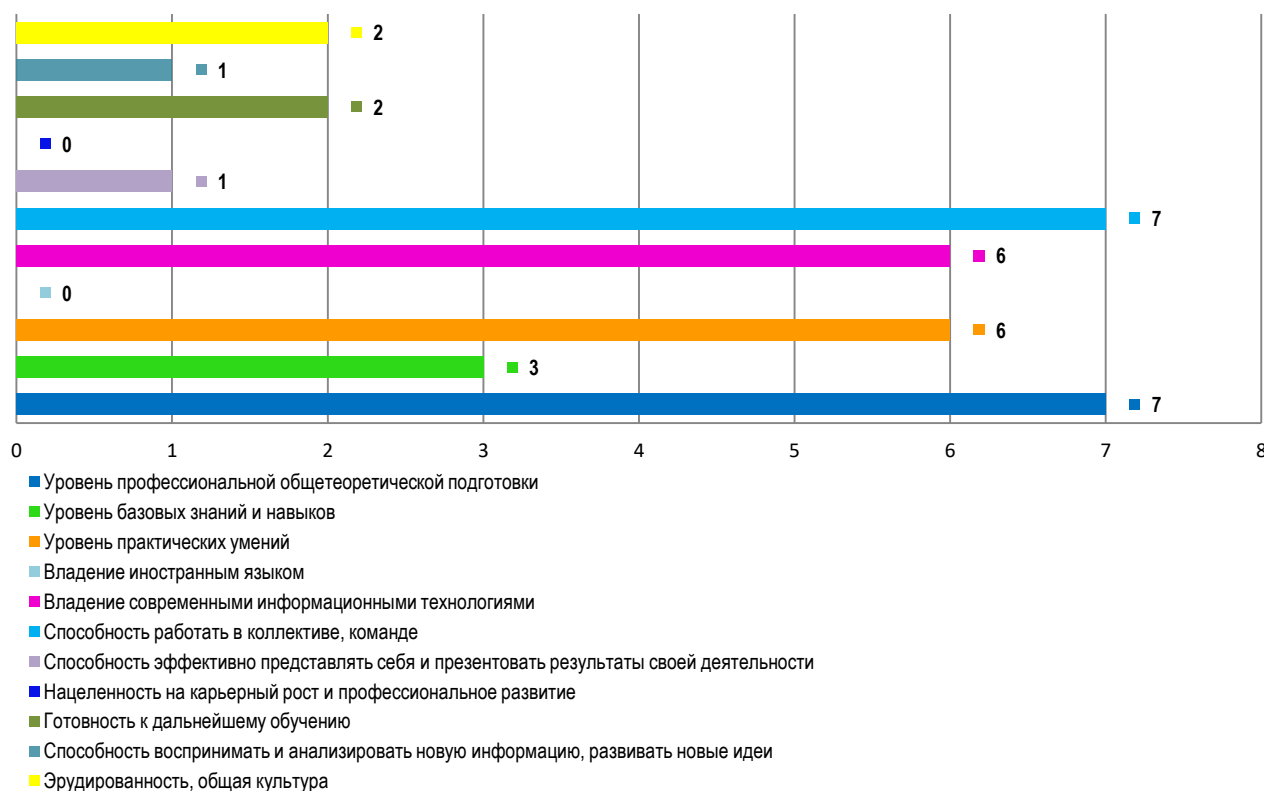 2
1
2
0
1
7
6
0
6
3
7
0 1 2 3 4 5 6 7 8
Уровень профессиональной общетеоретической подготовки
Уровень базовых знаний и навыков
Уровень практических умений
Владение иностранным языком
Владение современными информационными технологиями
Способность работать в коллективе, команде
Способность эффективно представлять себя и презентовать результаты своей деятельности
Нацеленность на карьерный рост и профессиональное развитие
Готовность к дальнейшему обучению
Способность воспринимать и анализировать новую информацию, развивать новые идеи
Эрудированность, общая культура